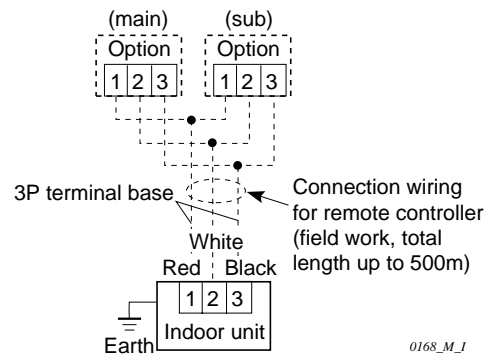 (main) (sub)
Option Option
1 2 3 1 2 3
3P terminal base
Connection wiring
for remote controller
(field work, total
length up to 500m)
White
Red Black
1 2 3
Indoor unit
Earth
0168_M_I